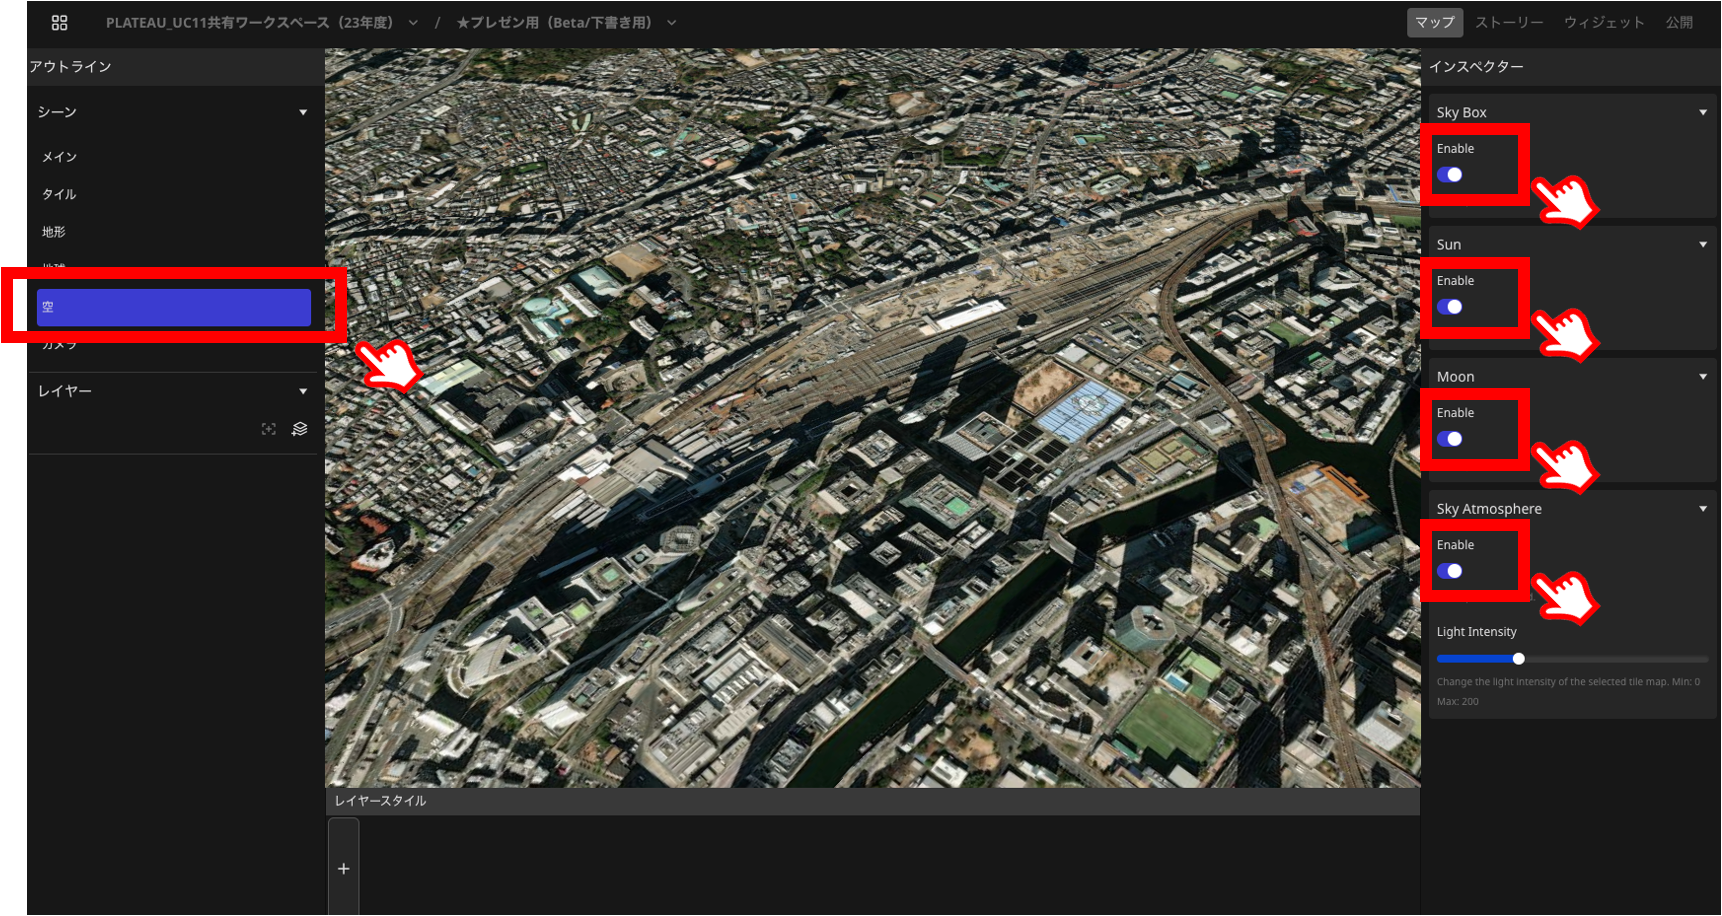 PLATEAU_UC11共有ワークスペース（23年度） / ★プレゼン用（Beta/下書き用）
マップ ストーリー ウィジェット 公開
アウトライン
シーン
メイン
タイル
地形
地球
空
カメラ
レイヤー
レイヤースタイル
+
インスペクター
Sky Box
Enable
Sun
Enable
Moon
Enable
Sky Atmosphere
Enable
Light Intensity
Change the light intensity of the selected tile map. Min: 0
Max: 200